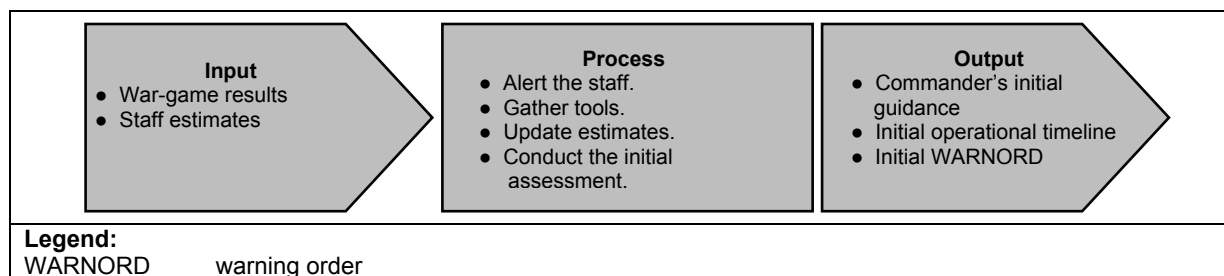 Input
● War-game results
● Staff estimates
Process
● Alert the staff.
● Gather tools.
● Update estimates.
● Conduct the initial
assessment.
Output
● Commander's initial
guidance
● Initial operational timeline
● Initial WARNORD
Legend:
WARNORD warning order